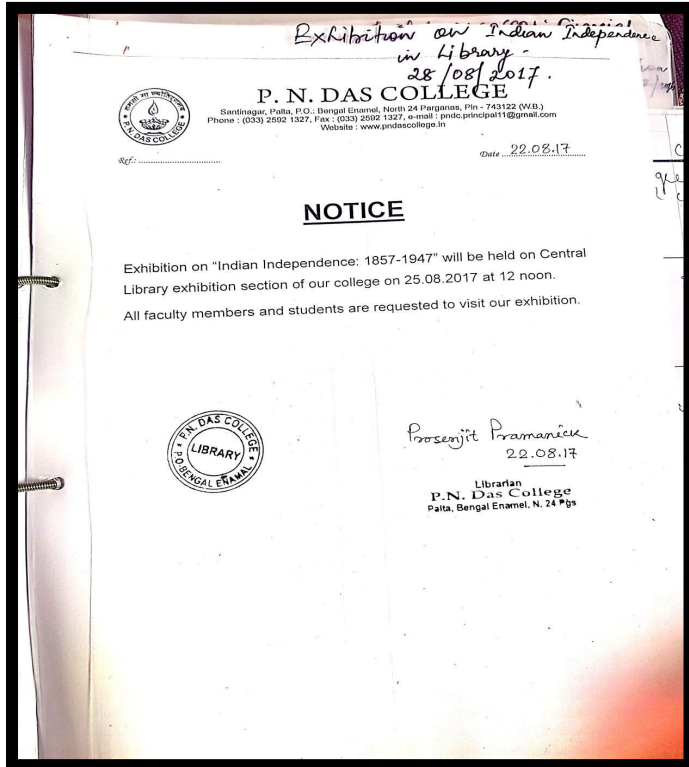 Exhibition on Indian Independence
in Library -
28/08/2017.
P. N. DAS COLLEGE
Santinagar, Palta, P.O.: Bengal Enamel, North 24 Parganas, Pin - 743122 (W.B.)
Phone : (033) 2592 1327, Fax : (033) 2592 1327, e-mail : pndc.principal11@gmail.com
Website : www.pndascollege.in
तमसो मा ज्योतिर्गमय
P. N. DAS COLLEGE
Ref.: ..................................
Date ...22.08.17...
NOTICE
Exhibition on “Indian Independence: 1857-1947” will be held on Central
Library exhibition section of our college on 25.08.2017 at 12 noon.
All faculty members and students are requested to visit our exhibition.
P.N. DAS COLLEGE
LIBRARY
P.O-BENGAL ENAMAL
Prosenjit Pramanick
22.08.17
Librarian
P.N. Das College
Palta, Bengal Enamel, N. 24 Pgs